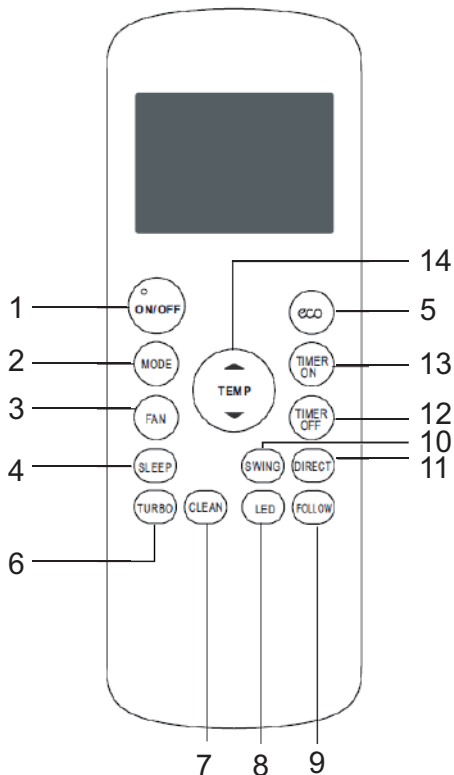 14
1
ON/OFF
eco
5
2
MODE
TIMER
ON
13
TEMP
3
FAN
TIMER
OFF
12
10
4
SLEEP
SWING
DIRECT
11
TURBO
CLEAN
LED
FOLLOW
6
7
8
9